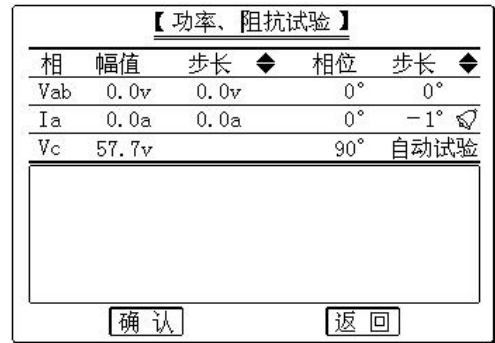 【功率、阻抗试验】
相 幅值 步长 ◆ 相位 步长 ◆
Vab 0.0v 0.0v 0° 0°
Ia 0.0a 0.0a 0° -1°
Vc 57.7v 90° 自动试验
确 认 返 回